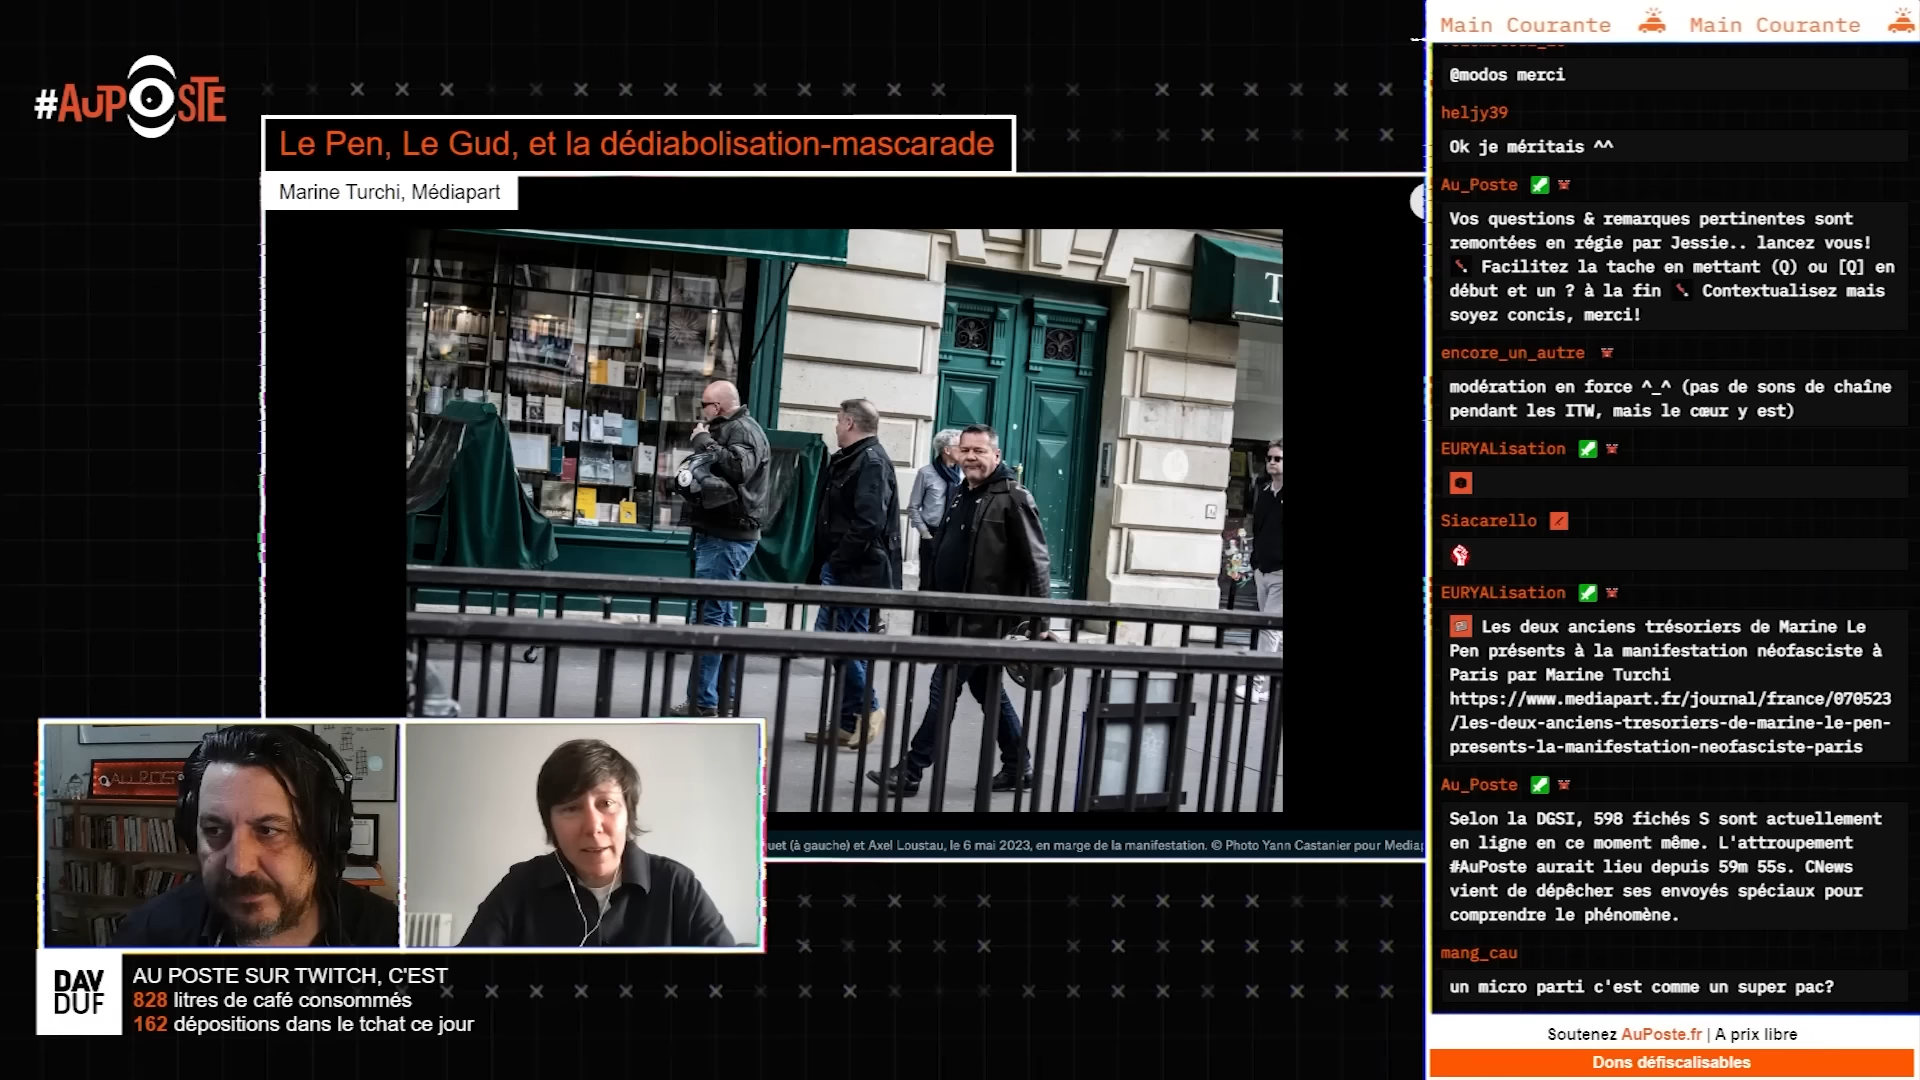 #AUPOSTE
Le Pen, Le Gud, et la dédiabolisation-mascarade
Marine Turchi, Médiapart
T
AU POSTE
uet (à gauche) et Axel Loustau, le 6 mai 2023, en marge de la manifestation. © Photo Yann Castanier pour Mediap
DAV
DUF
AU POSTE SUR TWITCH, C'EST
828 litres de café consommés
162 dépositions dans le tchat ce jour
Main Courante Main Courante
@modos merci
heljy39
Ok je méritais ^^
Au_Poste
Vos questions & remarques pertinentes sont
remontées en régie par Jessie.. lancez vous!
Facilitez la tache en mettant (Q) ou [Q] en
début et un ? à la fin Contextualisez mais
soyez concis, merci!
encore_un_autre
modération en force ^_^ (pas de sons de chaîne
pendant les ITW, mais le cœur y est)
EURYALisation
Siacarello
EURYALisation
Les deux anciens trésoriers de Marine Le
Pen présents à la manifestation néofasciste à
Paris par Marine Turchi
https://www.mediapart.fr/journal/france/070523
/les-deux-anciens-tresoriers-de-marine-le-pen-
presents-la-manifestation-neofasciste-paris
Au_Poste
Selon la DGSI, 598 fichés S sont actuellement
en ligne en ce moment même. L'attroupement
#AuPoste aurait lieu depuis 59m 55s. CNews
vient de dépêcher ses envoyés spéciaux pour
comprendre le phénomène.
mang_cau
un micro parti c'est comme un super pac?
Soutenez AuPoste.fr | A prix libre
Dons défiscalisables